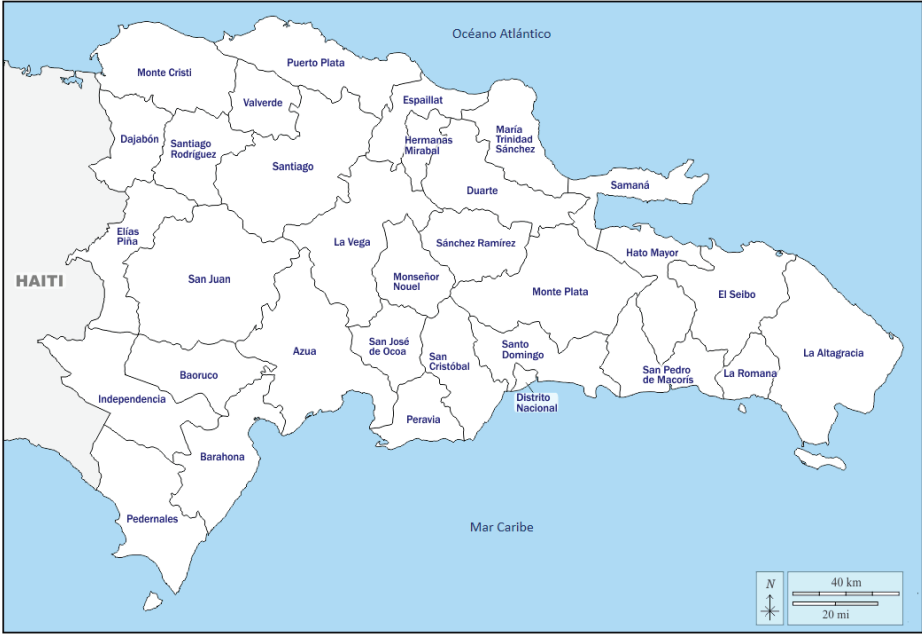 Océano Atlántico
Puerto Plata
Monte Cristi
Valverde
Espaillat
Dajabón
Santiago
Rodríguez
Hermanas
Mirabal
María
Trinidad
Sánchez
Santiago
Duarte
Samaná
Elías
Piña
La Vega
Sánchez Ramírez
Hato Mayor
HAITI
San Juan
Monseñor
Nouel
Monte Plata
El Seibo
Azua
San José
de Ocoa
San
Cristóbal
Santo
Domingo
La Altagracia
Baoruco
San Pedro
de Macorís
La Romana
Independencia
Distrito
Nacional
Peravia
Barahona
Pedernales
Mar Caribe
N
40 km
20 mi